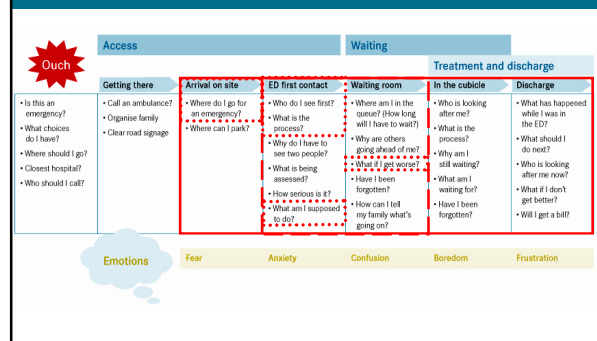 Access
Waiting
Ouch
Treatment and discharge
Getting there
Arrival on site
ED first contact
Waiting room
In the cubicle
Discharge
• Is this an
emergency?
• What choices
do I have?
• Where should I go?
• Closest hospital?
• Who should I call?
• Call an ambulance?
• Organise family
• Clear road signage
• Where do I go for
an emergency?
• Where can I park?
• Who do I see first?
• What is the
process?
• Why do I have to
see two people?
• What is being
assessed?
• How serious is it?
• What am I supposed
to do?
• Where am I in the
queue? (How long
will I have to wait?)
• Why are others
going ahead of me?
• What if I get worse?
• Have I been
forgotten?
• How can I tell
my family what's
going on?
• Who is looking
after me?
• What is the
process?
• Why am I
still waiting?
• What am I
waiting for?
• Have I been
forgotten?
• What has happened
while I was in
the ED?
• What should I
do next?
• Who is looking
after me now?
• What if I don't
get better?
• Will I get a bill?
Emotions
Fear
Anxiety
Confusion
Boredom
Frustration